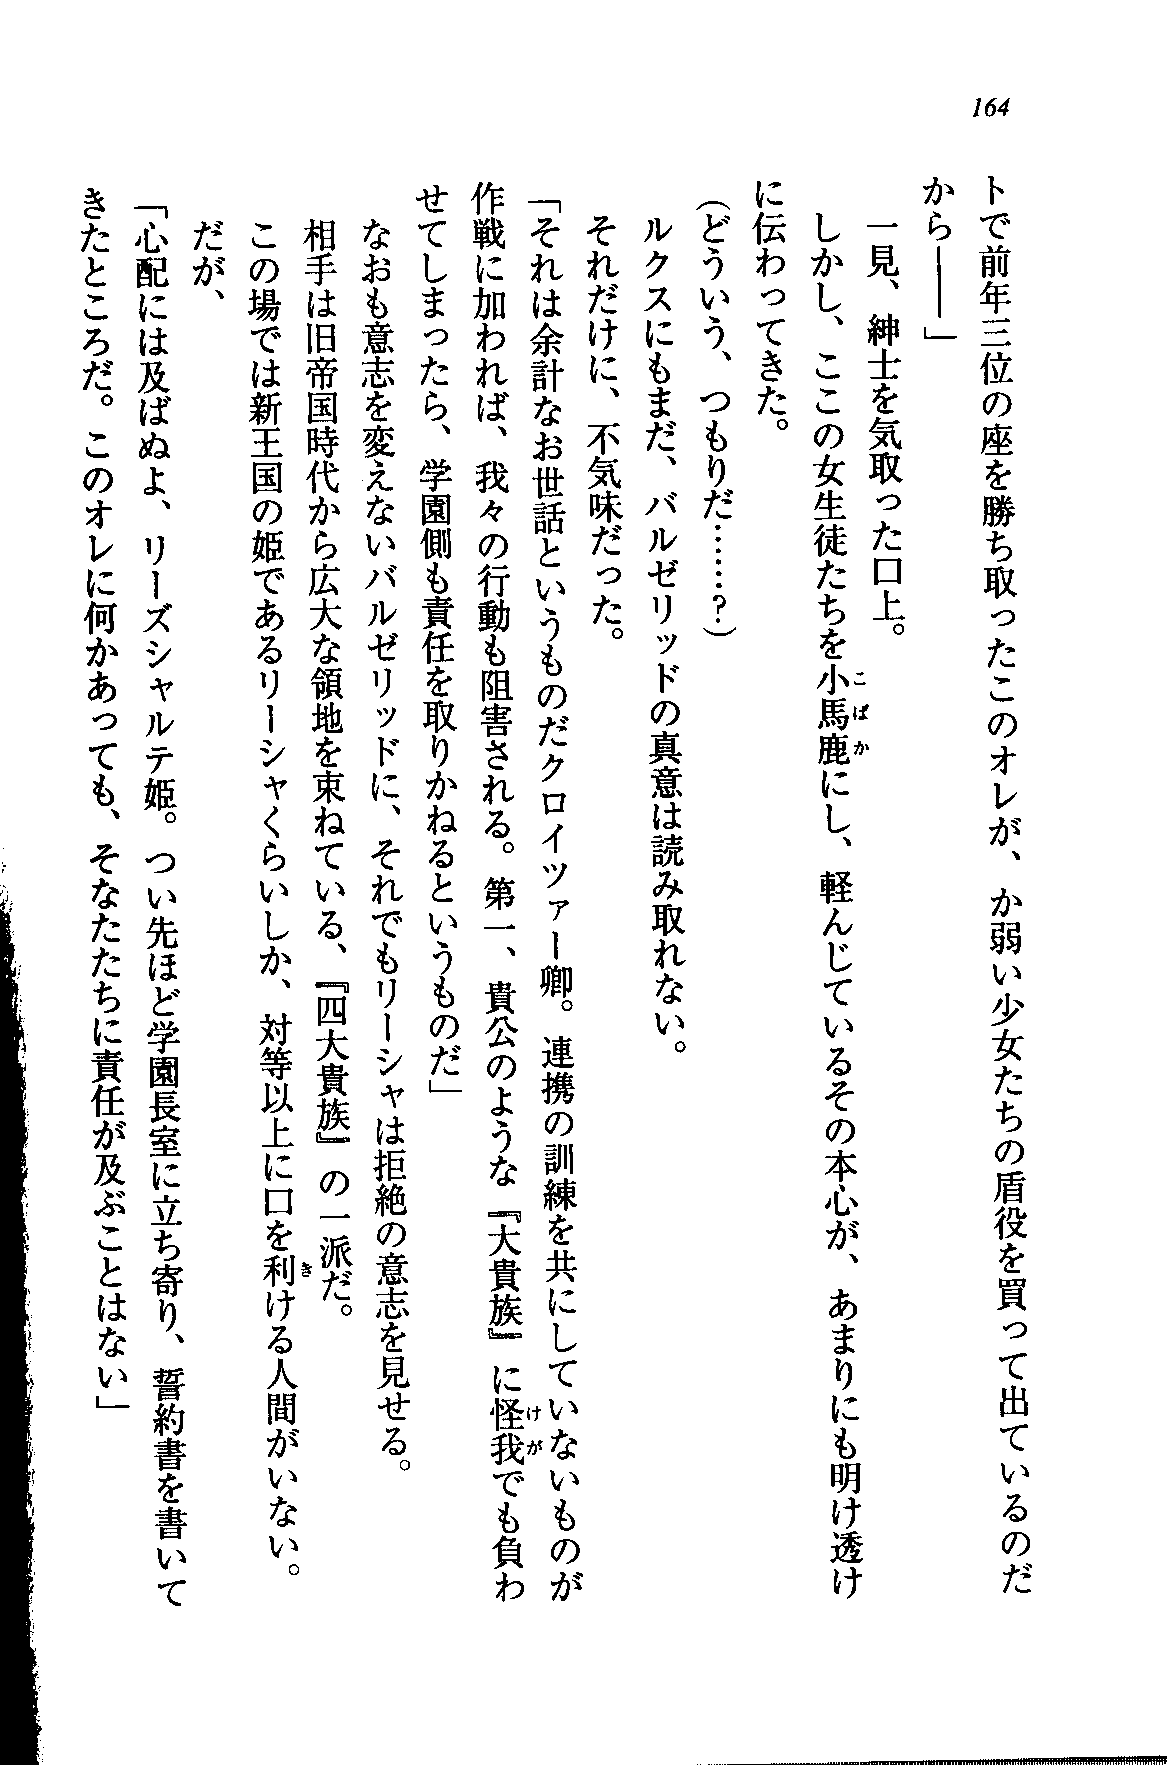 164
トで前年三位の座を勝ち取ったこのオレが、か弱い少女たちの盾役を買って出ているのだ
から――」
一見、紳士を気取った口上。
しかし、ここの女生徒たちを小馬鹿にし、軽んじているその本心が、あまりにも明け透け
に伝わってきた。
（どういう、つもりだ……？）
ルクスにもまだ、バルゼリッドの真意は読み取れない。
それだけに、不気味だった。
「それは余計なお世話というものだクロイツァー卿。連携の訓練を共にしていないものが
作戦に加われば、我々の行動も阻害される。第一、貴公のような『大貴族』に怪我でも負わ
せてしまったら、学園側も責任を取りかねるというものだ」
なおも意志を変えないバルゼリッドに、それでもリーシャは拒絶の意志を見せる。
相手は旧帝国時代から広大な領地を束ねている、『四大貴族』の一派だ。
この場では新王国の姫であるリーシャくらいしか、対等以上に口を利ける人間がいない。
だが、
「心配には及ばぬよ、リーズシャルテ姫。つい先ほど学園長室に立ち寄り、誓約書を書いて
きたところだ。このオレに何かあっても、そなたたちに責任が及ぶことはない」
こばか
けが
き